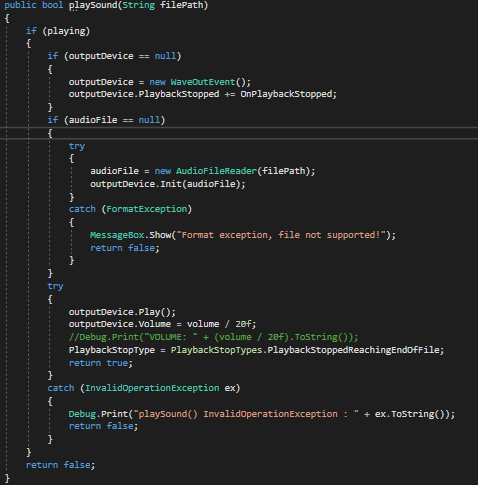 public bool playSound(String filePath)
{
if (playing)
{
if (outputDevice == null)
{
outputDevice = new WaveOutEvent();
outputDevice.PlaybackStopped += OnPlaybackStopped;
}
if (audioFile == null)
{
try
{
audioFile = new AudioFileReader(filePath);
outputDevice.Init(audioFile);
}
catch (FormatException)
{
MessageBox.Show("Format exception, file not supported!");
return false;
}
}
try
{
outputDevice.Play();
outputDevice.Volume = volume / 20f;
//Debug.Print("VOLUME: " + (volume / 20f).ToString());
PlaybackStopType = PlaybackStopTypes.PlaybackStoppedReachingEndOfFile;
return true;
}
catch (InvalidOperationException ex)
{
Debug.Print("playSound() InvalidOperationException : " + ex.ToString());
return false;
}
}
return false;
}